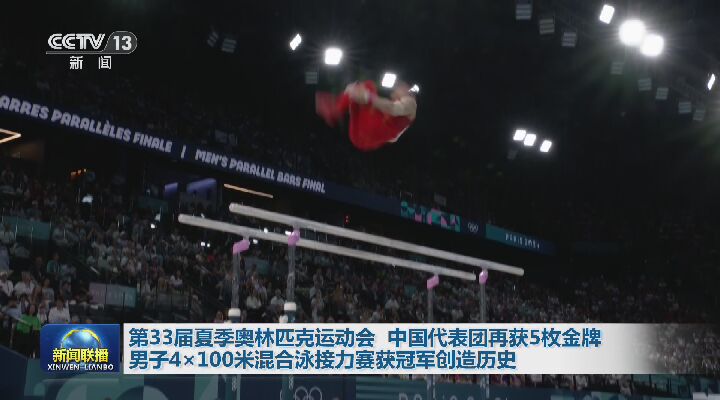 CCTV 13
新闻
ARRES PARALLÈLES FINALE | MEN'S PARALLEL BARS FINAL
PARIS 2024
新闻联播
XINWEN-LIANBO
第33届夏季奥林匹克运动会 中国代表团再获5枚金牌
男子4×100米混合泳接力赛获冠军创造历史